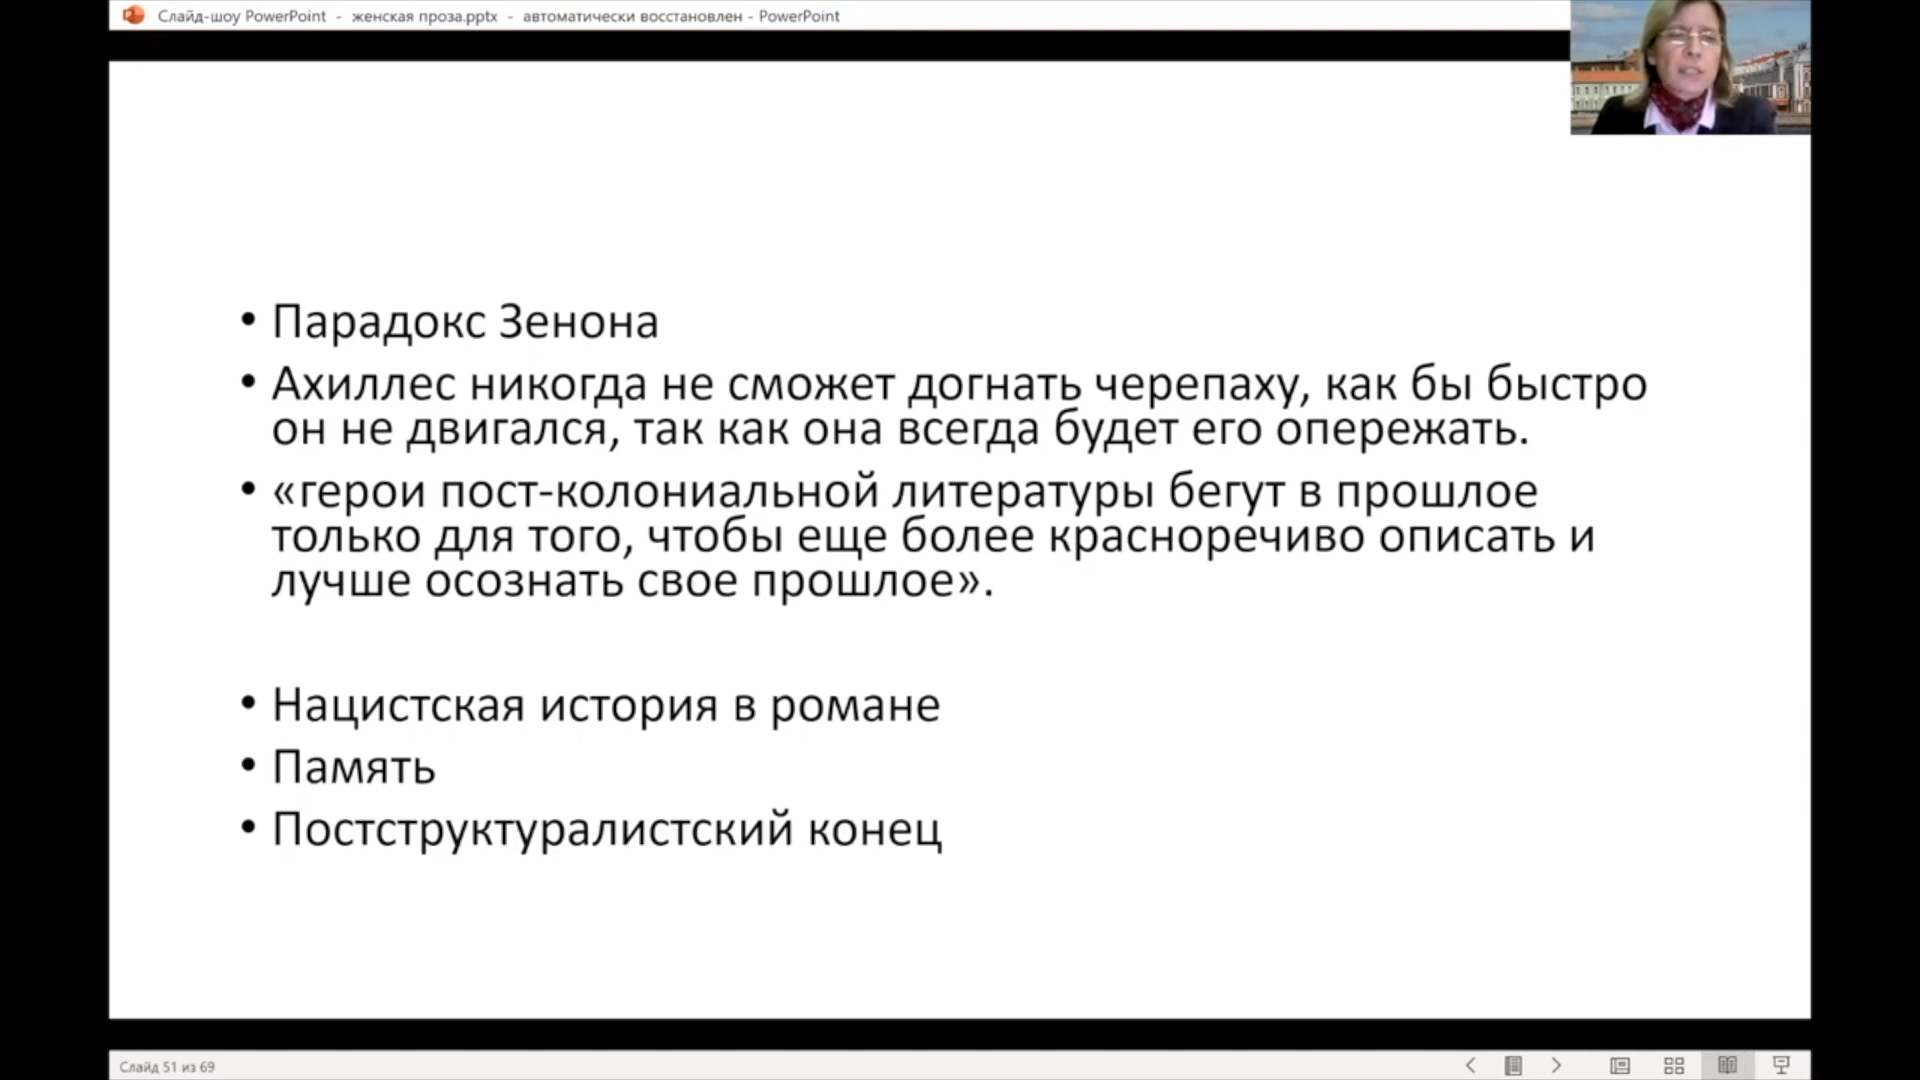 Слайд-шоу PowerPoint - женская проза.pptx - автоматически восстановлен - PowerPoint
• Парадокс Зенона
• Ахиллес никогда не сможет догнать черепаху, как бы быстро
он не двигался, так как она всегда будет его опережать.
• «герои пост-колониальной литературы бегут в прошлое
только для того, чтобы еще более красноречиво описать и
лучше осознать свое прошлое».
• Нацистская история в романе
• Память
• Постструктуралистский конец
Слайд 51 из 69